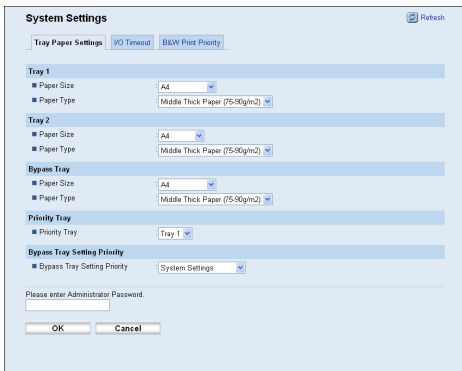 System Settings
Refresh
Tray Paper Settings I/O Timeout B&W Print Priority
Tray 1
Paper Size : A4
Paper Type : Middle Thick Paper (75-90g/m2)
Tray 2
Paper Size : A4
Paper Type : Middle Thick Paper (75-90g/m2)
Bypass Tray
Paper Size : A4
Paper Type : Middle Thick Paper (75-90g/m2)
Priority Tray
Priority Tray : Tray 1
Bypass Tray Setting Priority
Bypass Tray Setting Priority : System Settings
Please enter Administrator Password.
OK Cancel